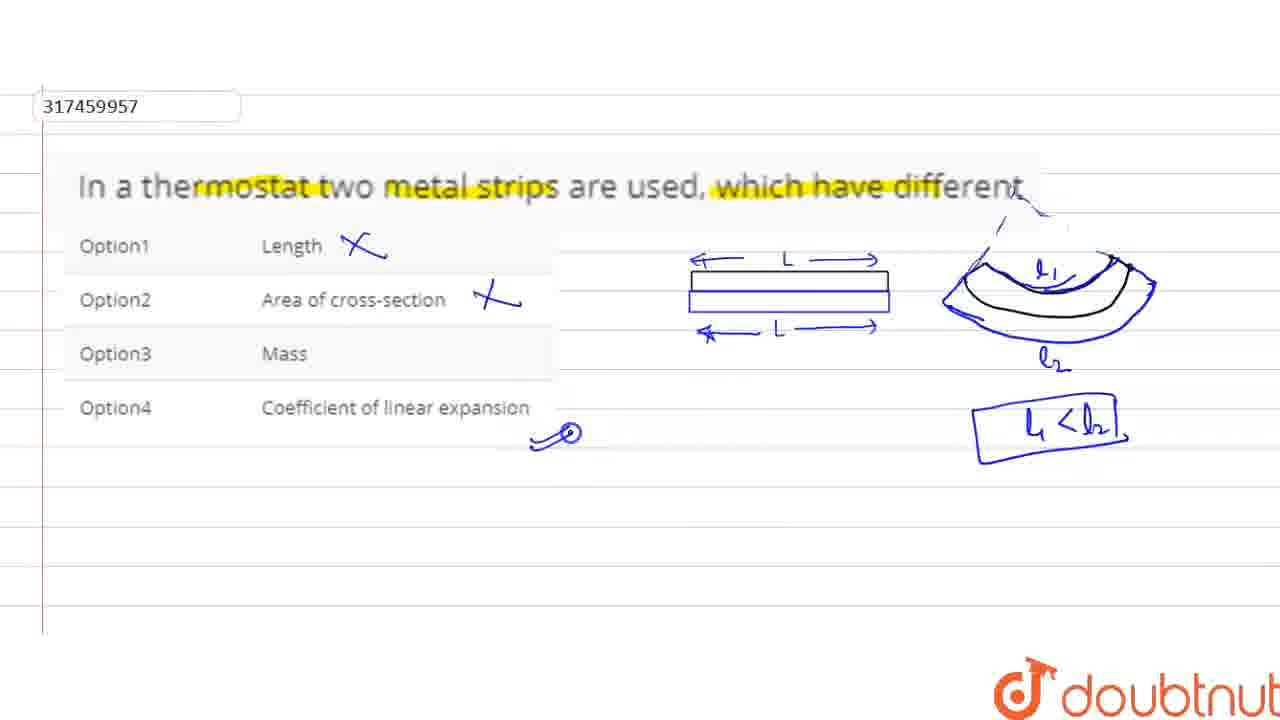 317459957
In a thermostat two metal strips are used, which have different
Option1 Length
Option2 Area of cross-section
Option3 Mass
Option4 Coefficient of linear expansion
L
L
l1
l2
l1 < l2
doubtnut